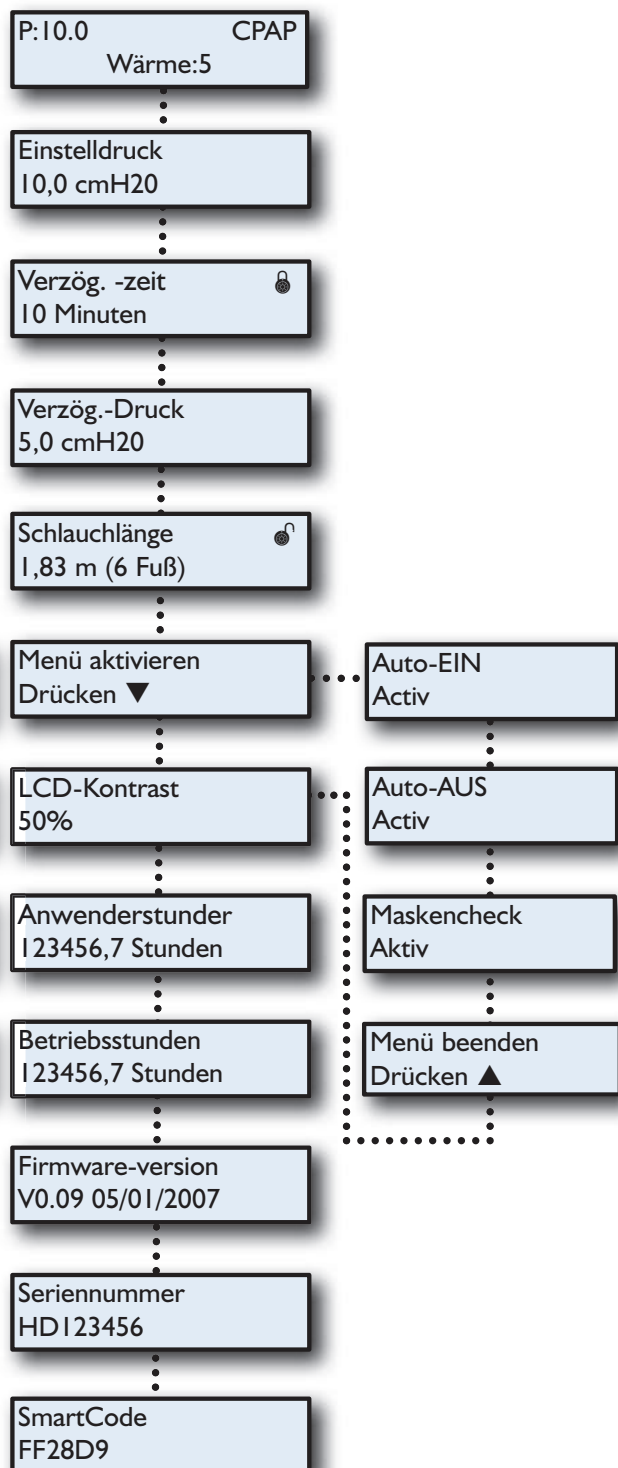 P:10.0 CPAP
Wärme:5
Einstelldruck
10,0 cmH20
Verzög. -zeit
10 Minuten
Verzög.-Druck
5,0 cmH20
Schlauchlänge
1,83 m (6 Fuß)
Menü aktivieren
Drücken ▼
LCD-Kontrast
50%
Anwenderstunder
123456,7 Stunden
Betriebsstunden
123456,7 Stunden
Firmware-version
V0.09 05/01/2007
Seriennummer
HD123456
SmartCode
FF28D9
Auto-EIN
Activ
Auto-AUS
Activ
Maskencheck
Aktiv
Menü beenden
Drücken ▲